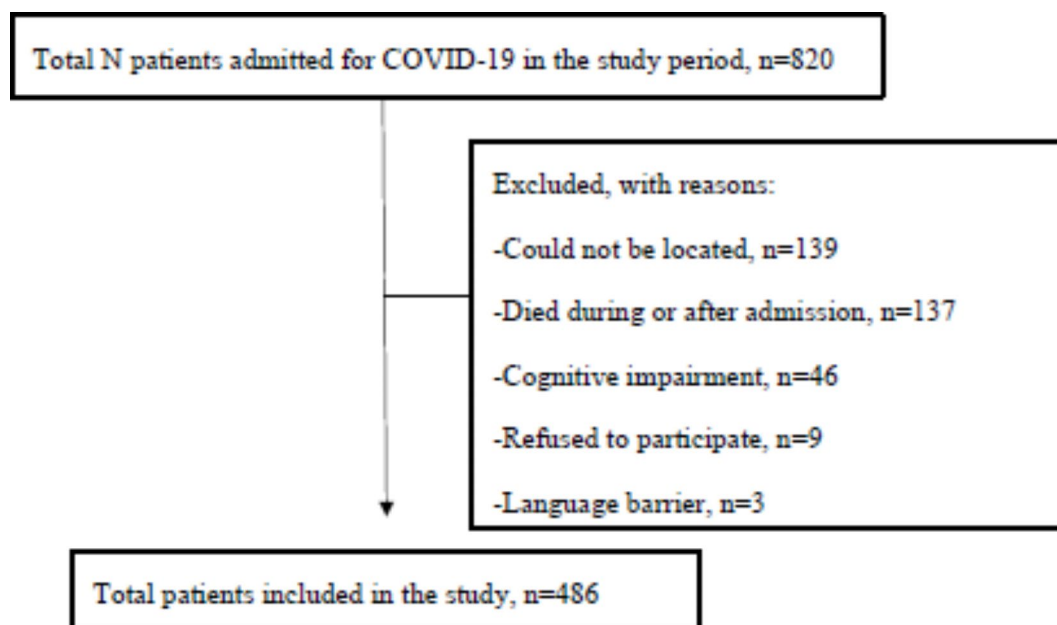 Total N patients admitted for COVID-19 in the study period, n=820
Excluded, with reasons:
-Could not be located, n=139
-Died during or after admission, n=137
-Cognitive impairment, n=46
-Refused to participate, n=9
-Language barrier, n=3
Total patients included in the study, n=486